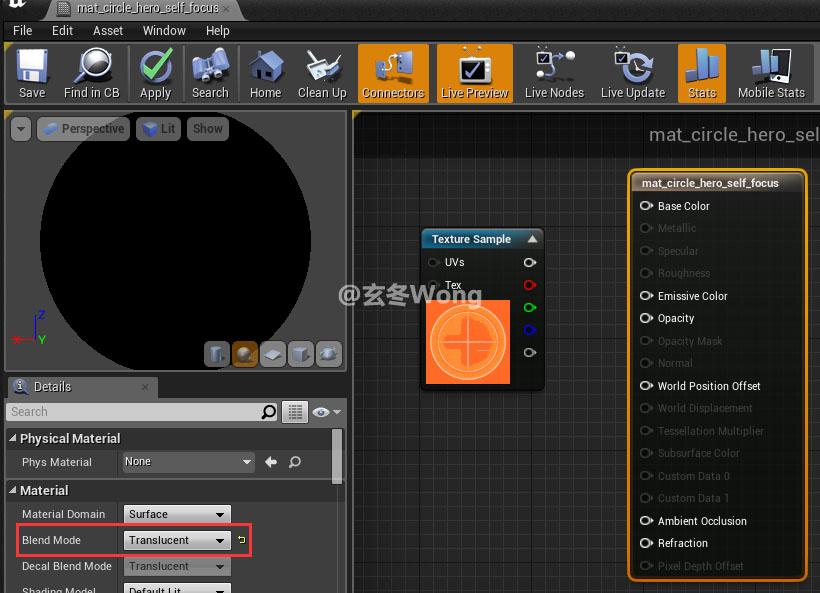 mat_circle_hero_self_focus
File Edit Asset Window Help
Save Find in CB Apply Search Home Clean Up Connectors Live Preview Live Nodes Live Update Stats Mobile Stats
Perspective Lit Show
mat_circle_hero_sel
mat_circle_hero_self_focus
Base Color
Metallic
Specular
Roughness
Emissive Color
Opacity
Opacity Mask
Normal
World Position Offset
World Displacement
Tessellation Multiplier
Subsurface Color
Custom Data 0
Custom Data 1
Ambient Occlusion
Refraction
Pixel Depth Offset
Texture Sample
UVs
Tex
@玄冬Wong
Z
X Y
Details
Search
Physical Material
Phys Material None
Material
Material Domain Surface
Blend Mode Translucent
Decal Blend Mode Translucent
Shading Model Default Lit